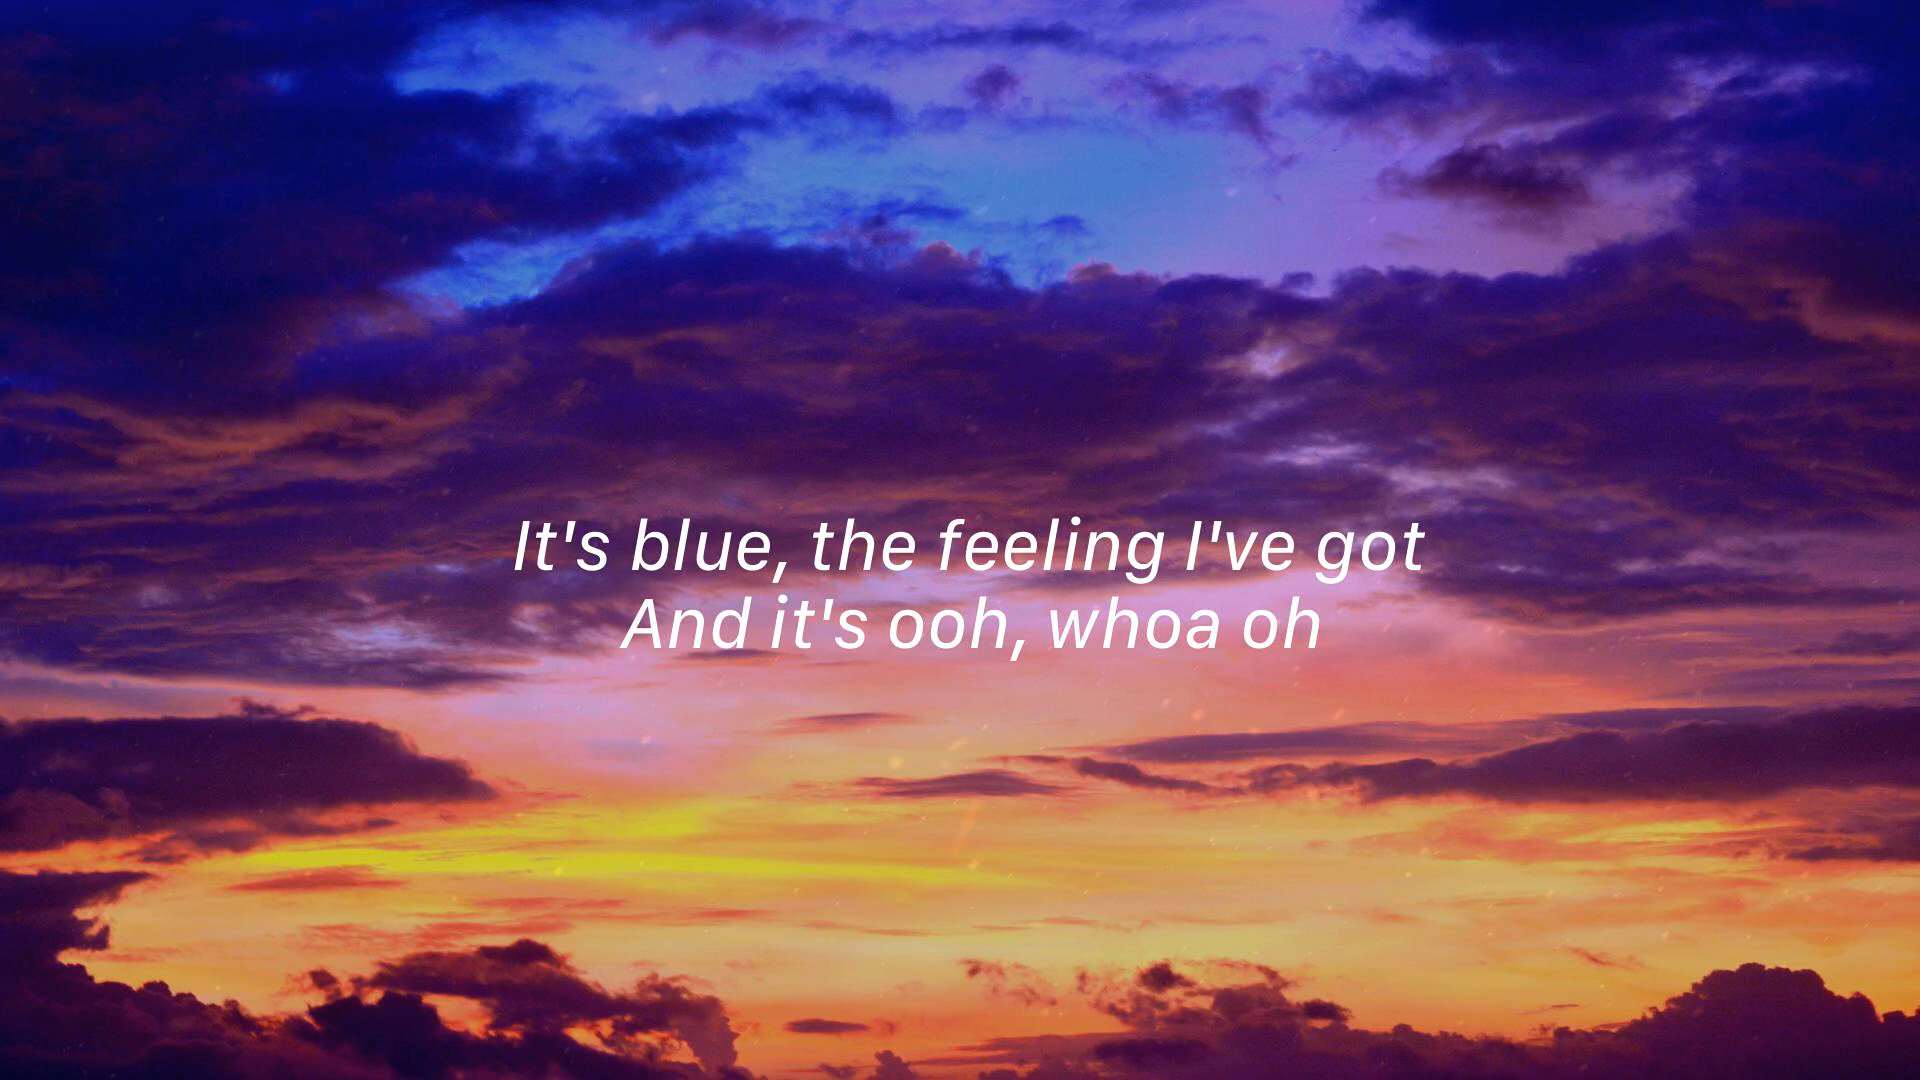 It's blue, the feeling I've got
And it's ooh, whoa oh